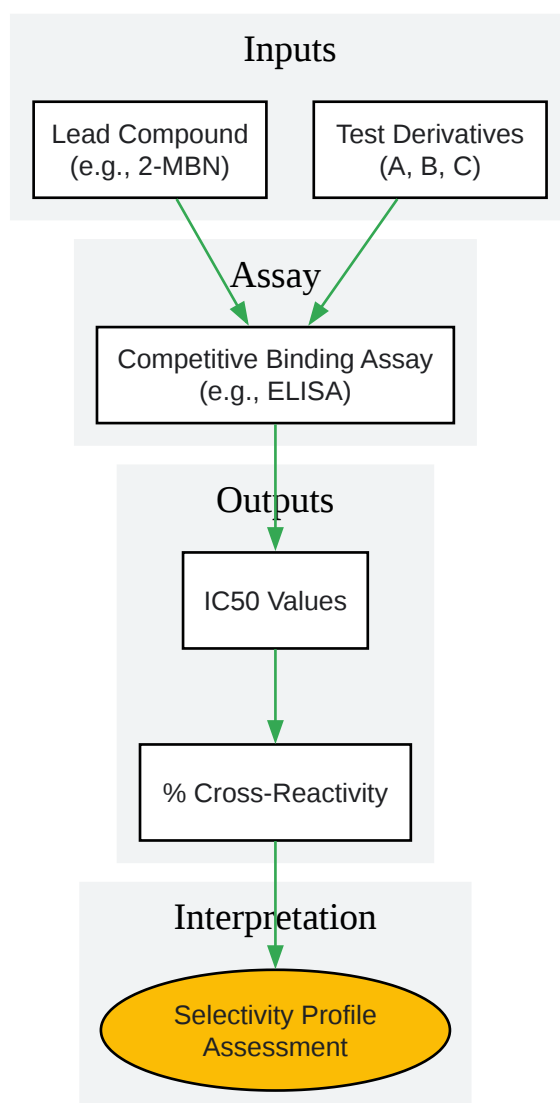 Inputs
Lead Compound
(e.g., 2-MBN)
Test Derivatives
(A, B, C)
Assay
Competitive Binding Assay
(e.g., ELISA)
Outputs
IC50 Values
% Cross-Reactivity
Interpretation
Selectivity Profile
Assessment